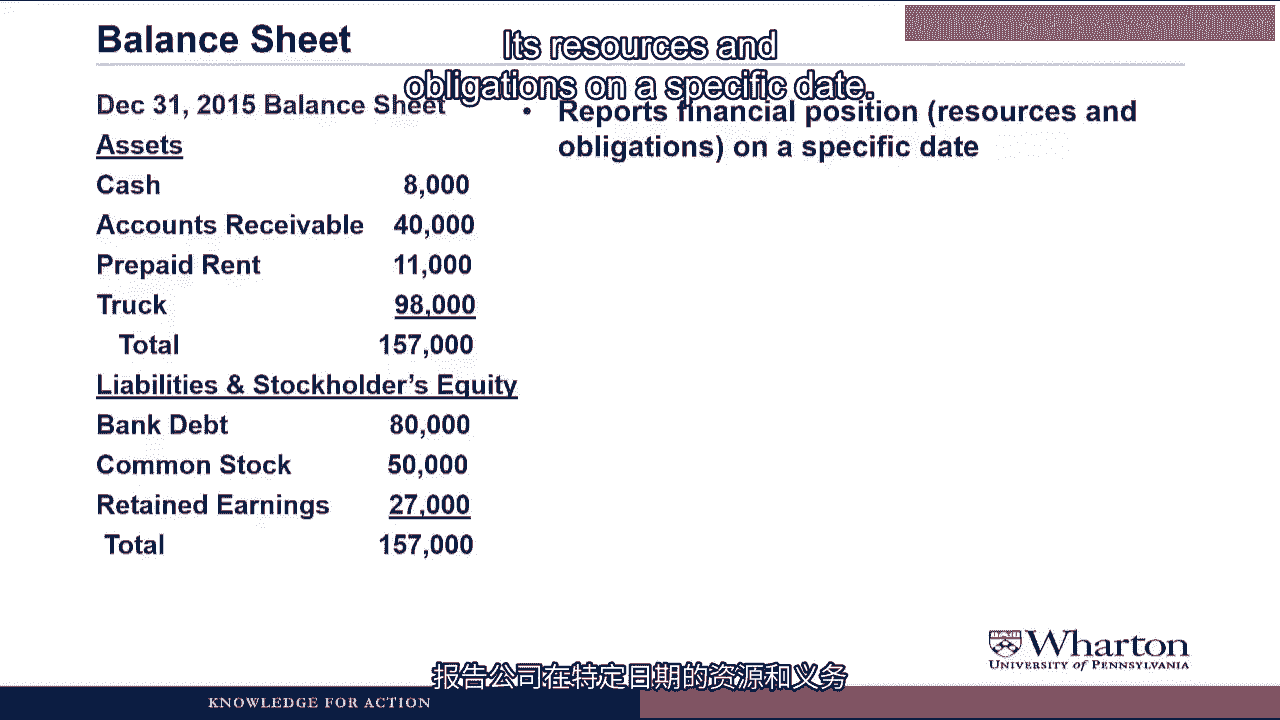 Balance Sheet
Its resources and
obligations on a specific date.
Dec 31, 2015 Balance Sheet
• Reports financial position (resources and
obligations) on a specific date
Assets
Cash 8,000
Accounts Receivable 40,000
Prepaid Rent 11,000
Truck 98,000
Total 157,000
Liabilities & Stockholder's Equity
Bank Debt 80,000
Common Stock 50,000
Retained Earnings 27,000
Total 157,000
Wharton
UNIVERSITY of PENNSYLVANIA
报告公司在特定日期的资源和义务
KNOWLEDGE FOR ACTION